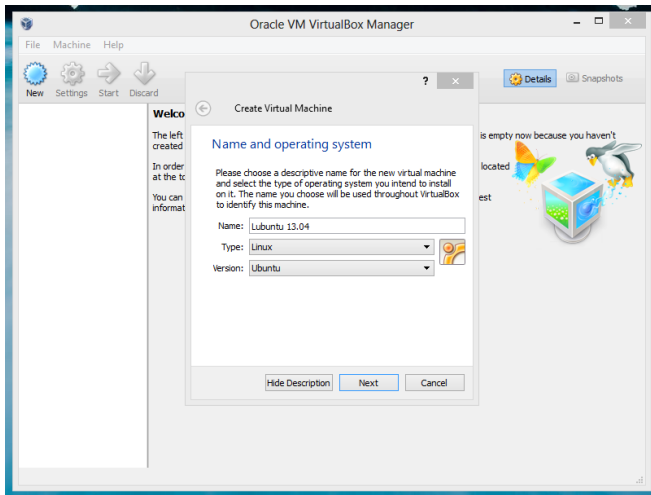 Oracle VM VirtualBox Manager
File Machine Help
New Settings Start Discard
Details Snapshots
Welco
The left
created
is empty now because you haven't
In order
at the to
located
You can
informat
est
?
Create Virtual Machine
Name and operating system
Please choose a descriptive name for the new virtual machine
and select the type of operating system you intend to install
on it. The name you choose will be used throughout VirtualBox
to identify this machine.
Name: Lubuntu 13.04
Type: Linux
Version: Ubuntu
Hide Description Next Cancel